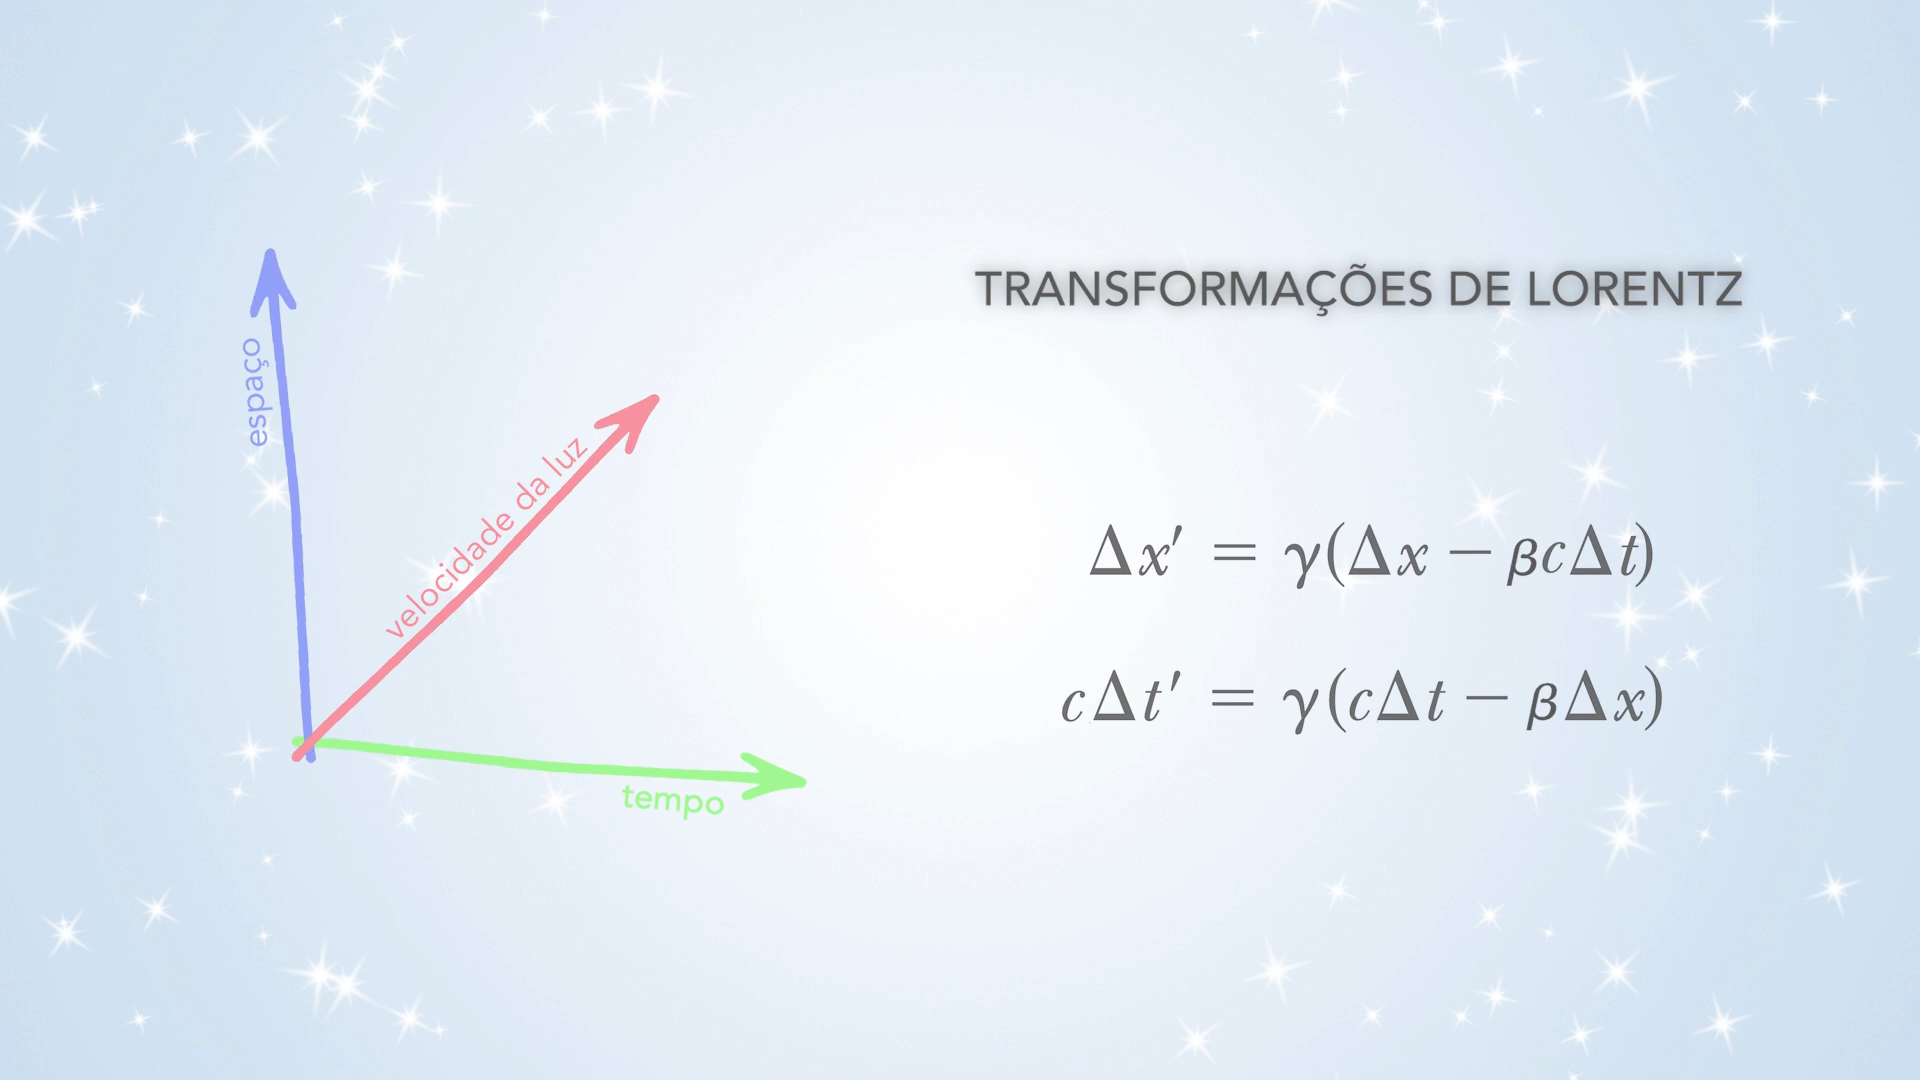 TRANSFORMAÇÕES DE LORENTZ
espaço
velocidade da luz
tempo
Δx′ = γ(Δx − βcΔt)
cΔt′ = γ(cΔt − βΔx)